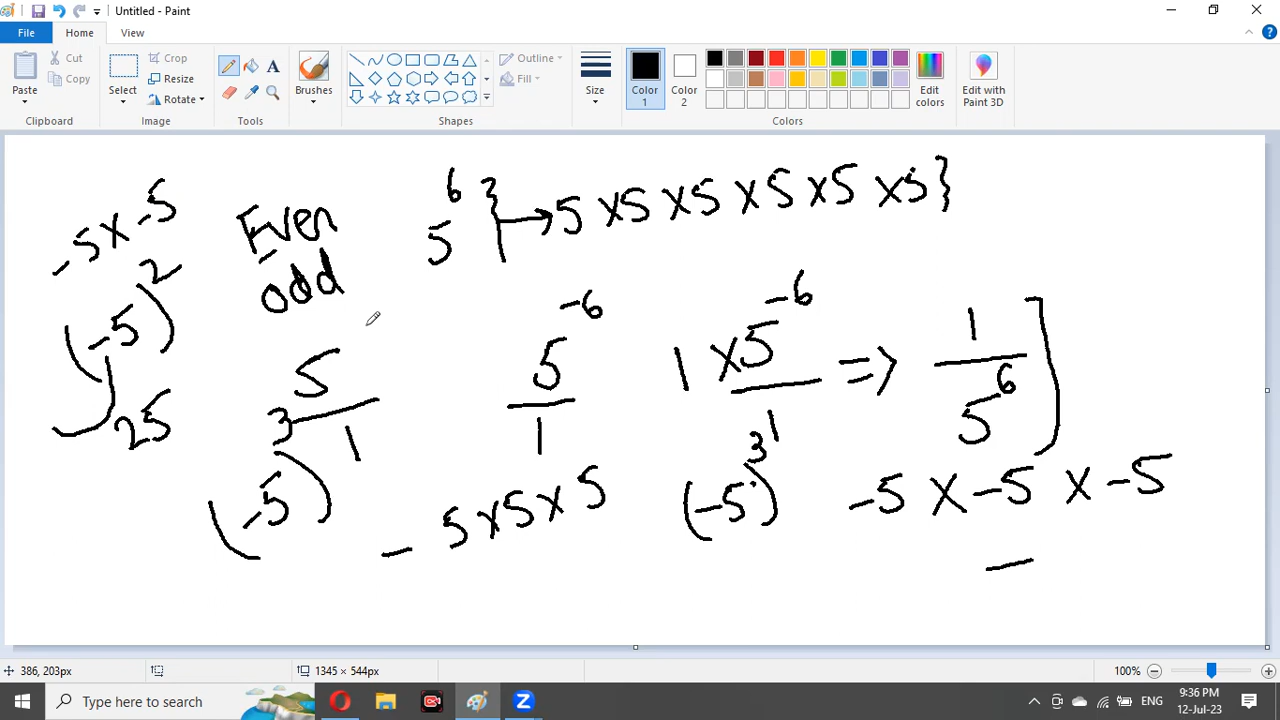 Untitled - Paint
File Home View
Paste Cut Copy Clipboard
Select Crop Resize Rotate Image
A Tools
Brushes
Outline Fill Shapes
Size
Color 1 Color 2 Edit colors Colors
Edit with Paint 3D
-5 x -5
(-5)²
25
Even
odd
5⁶ } → 5 x 5 x 5 x 5 x 5 x 5 }
5/1
5⁻⁶/1
1 x 5⁻⁶/1 => 1/5⁶ ]
(-5)³
- 5 x 5 x 5
(-5)³ -5 x -5 x -5
-
386, 203px 1345 × 544px 100%
Type here to search
ENG 9:36 PM 12-Jul-23